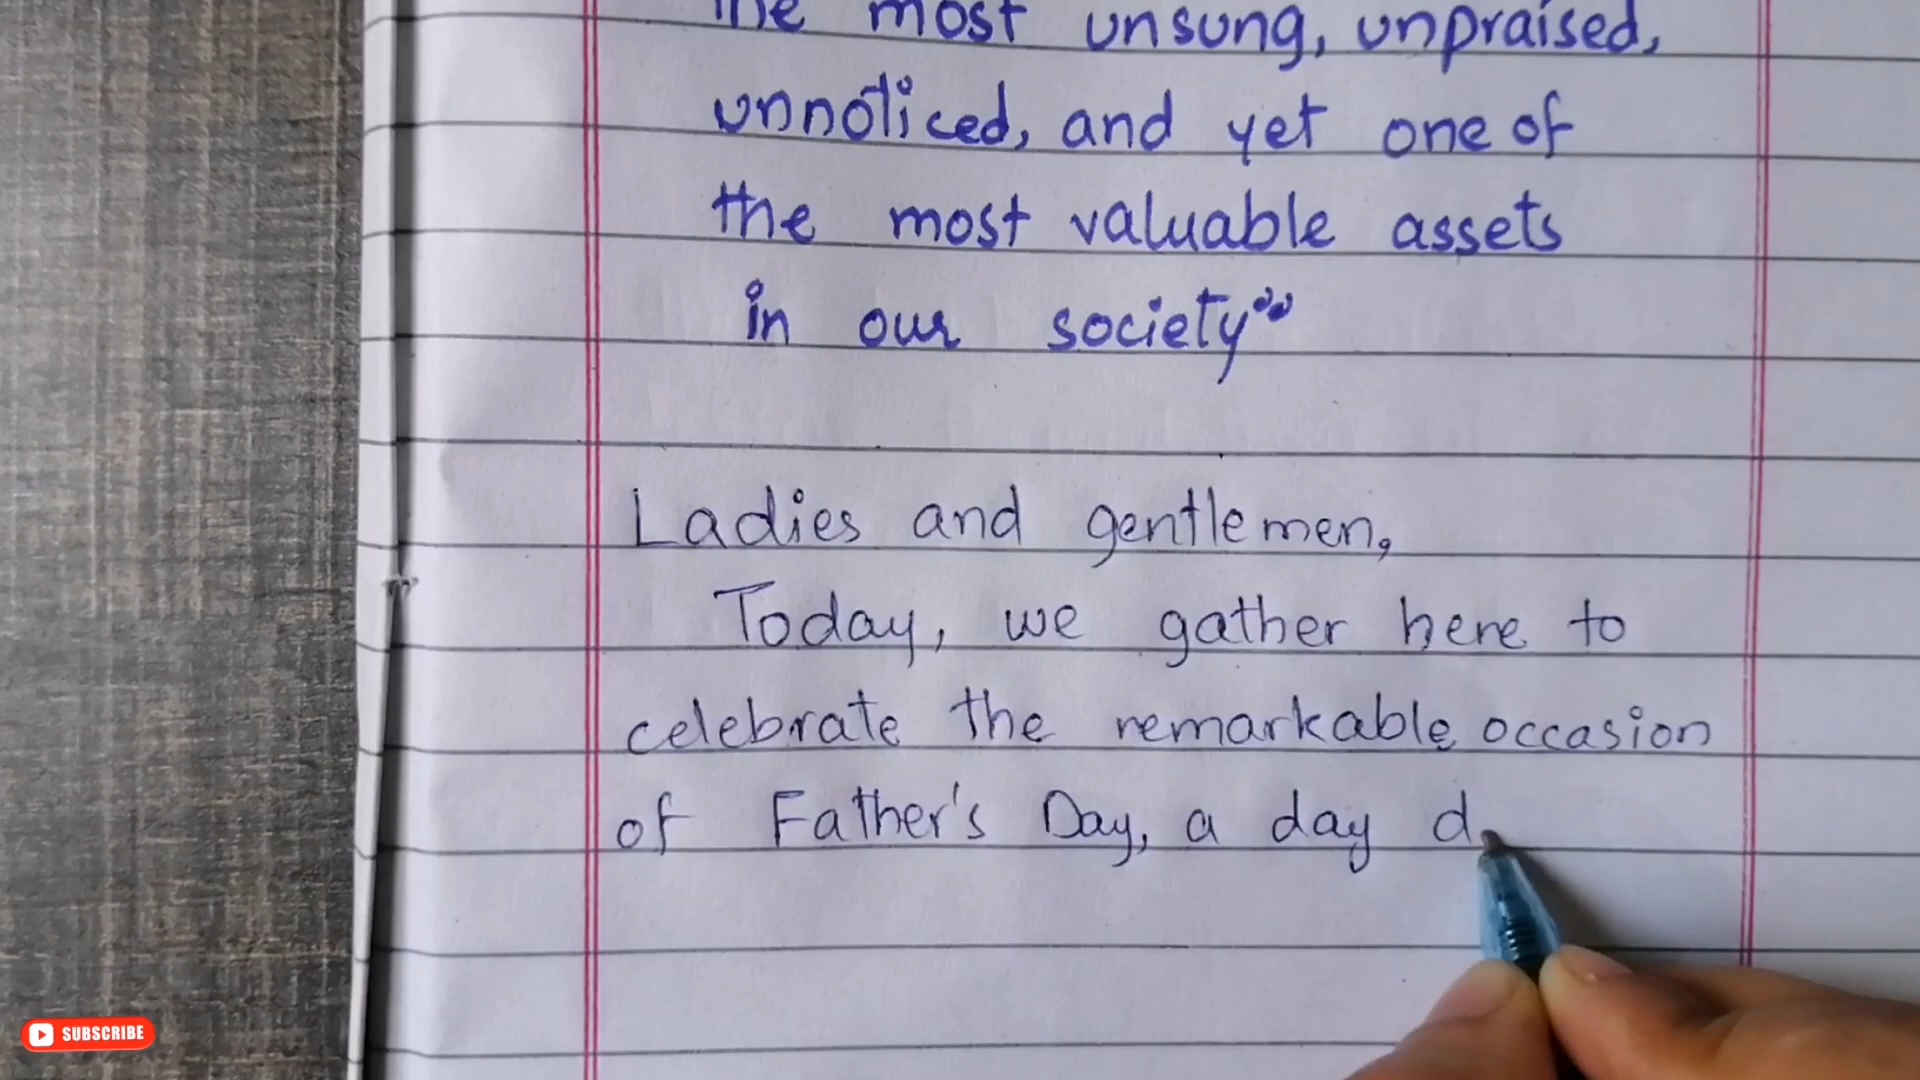 the most unsung, unpraised,
unnoticed, and yet one of
the most valuable assets
in our society"
Ladies and gentlemen,
Today, we gather here to
celebrate the remarkable occasion
of Father's Day, a day d
SUBSCRIBE